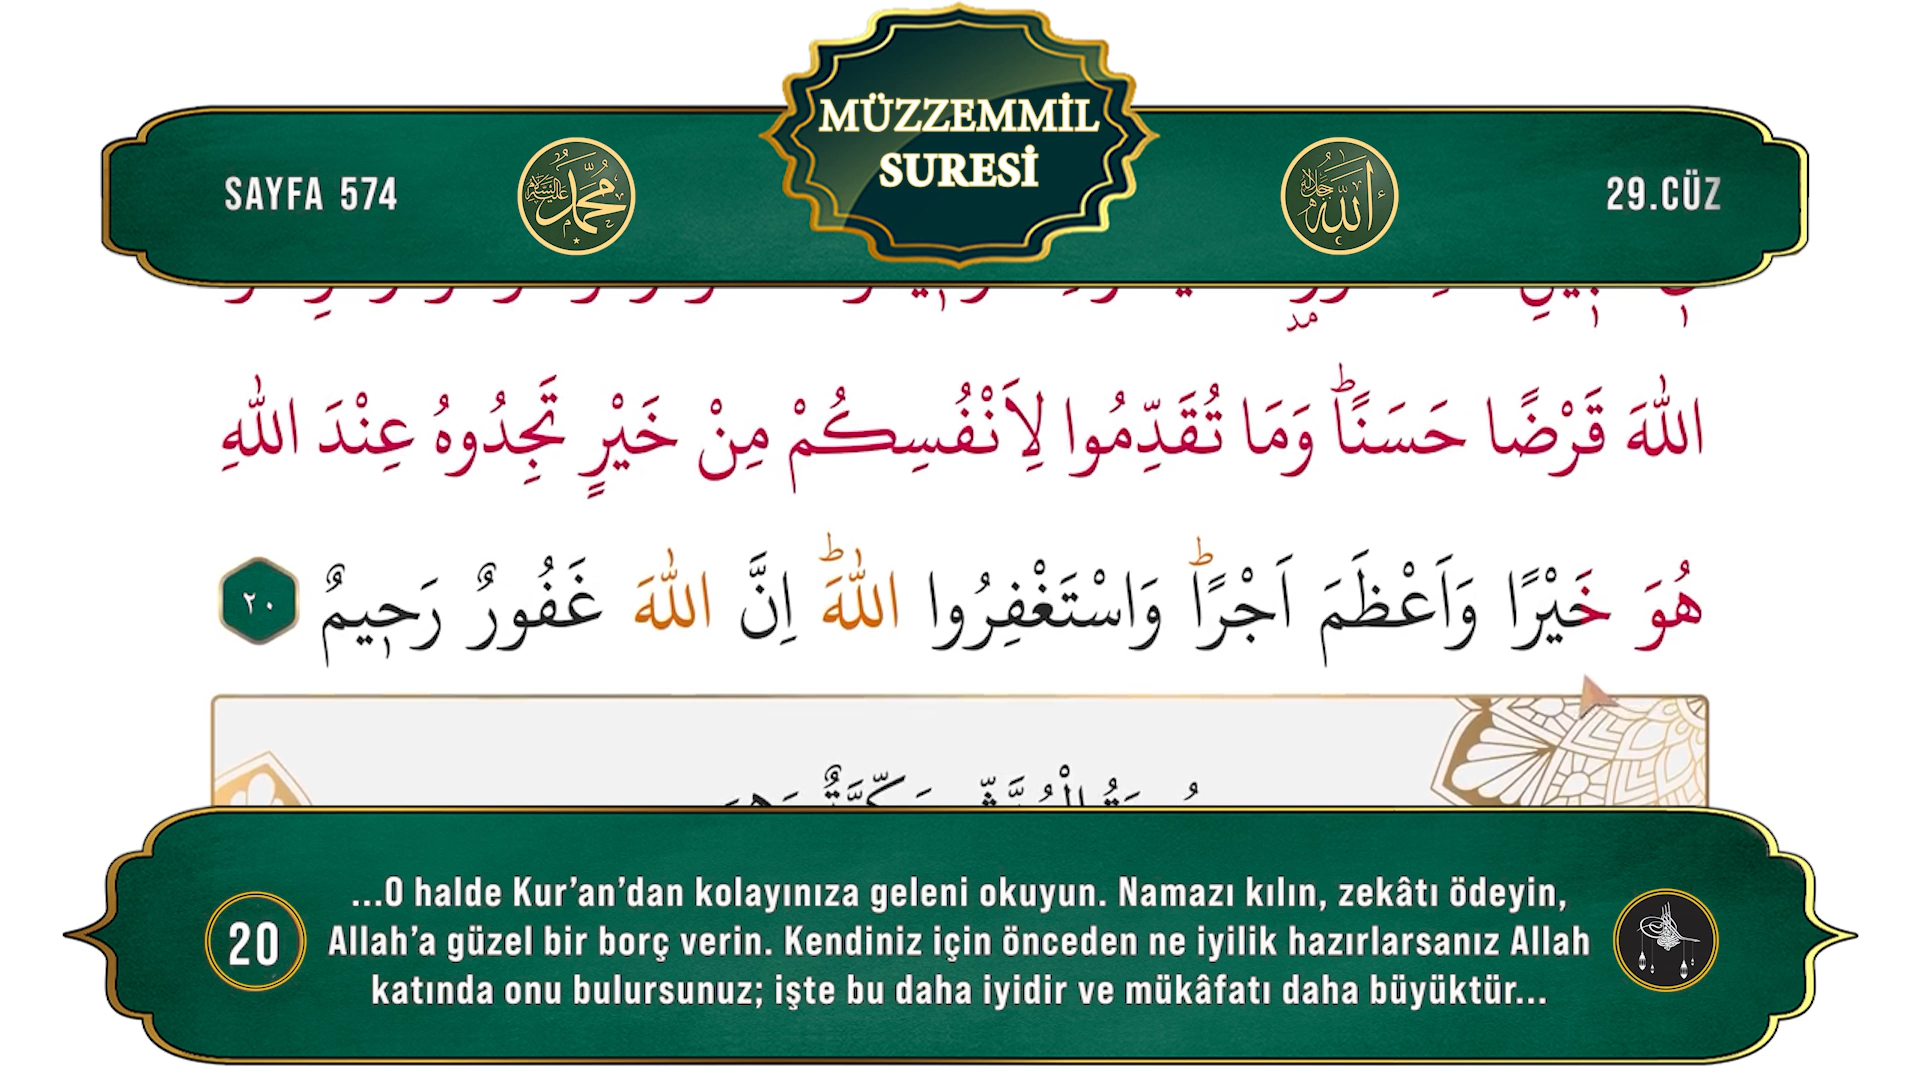 MÜZZEMMİL
SURESİ
SAYFA 574
29.CÜZ
اللّٰهَ قَرْضًا حَسَنًاۜ وَمَا تُقَدِّمُوا لِاَنْفُسِكُمْ مِنْ خَيْرٍ تَجِدُوهُ عِنْدَ اللّٰهِ
هُوَ خَيْرًا وَاَعْظَمَ اَجْرًاۜ وَاسْتَغْفِرُوا اللّٰهَۜ اِنَّ اللّٰهَ غَفُورٌ رَحٖيمٌ ٢٠
...O halde Kur’an’dan kolayınıza geleni okuyun. Namazı kılın, zekâtı ödeyin,
20 Allah’a güzel bir borç verin. Kendiniz için önceden ne iyilik hazırlarsanız Allah
katında onu bulursunuz; işte bu daha iyidir ve mükâfatı daha büyüktür...